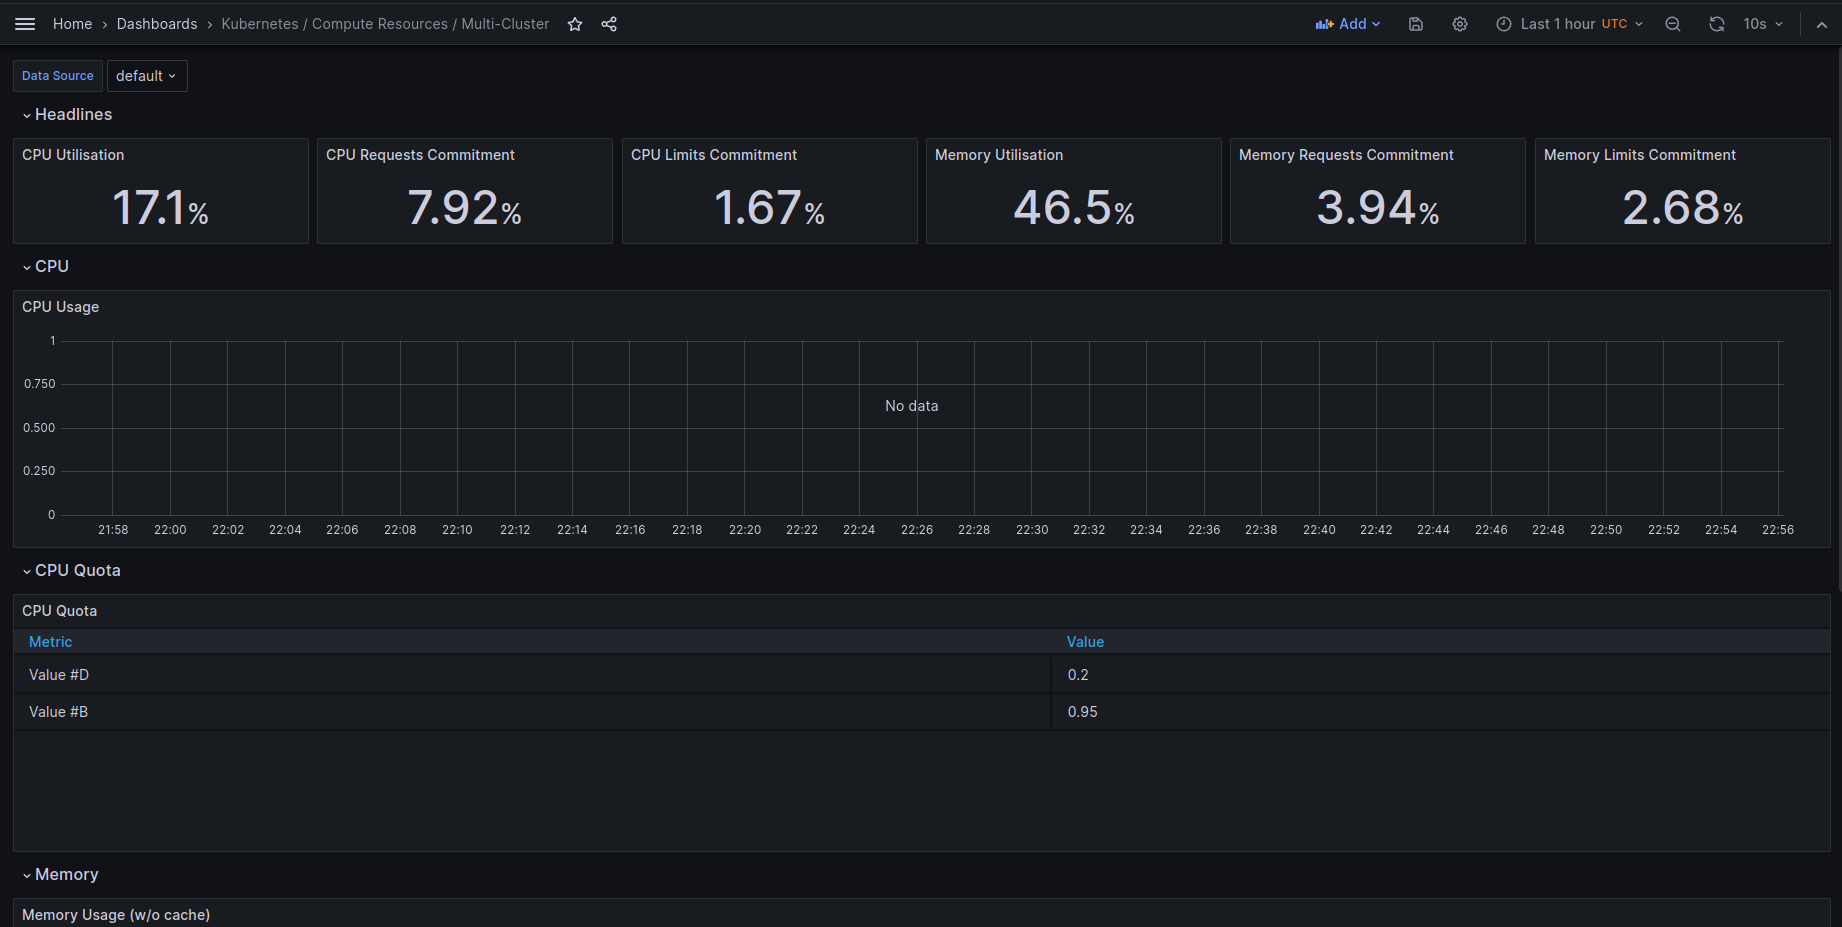 Home › Dashboards › Kubernetes / Compute Resources / Multi-Cluster Add Last 1 hour UTC 10s
Data Source default
Headlines
CPU Utilisation CPU Requests Commitment CPU Limits Commitment Memory Utilisation Memory Requests Commitment Memory Limits Commitment
17.1% 7.92% 1.67% 46.5% 3.94% 2.68%
CPU
CPU Usage
1
0.750
No data
0.500
0.250
0
21:58 22:00 22:02 22:04 22:06 22:08 22:10 22:12 22:14 22:16 22:18 22:20 22:22 22:24 22:26 22:28 22:30 22:32 22:34 22:36 22:38 22:40 22:42 22:44 22:46 22:48 22:50 22:52 22:54 22:56
CPU Quota
CPU Quota
Metric Value
Value #D 0.2
Value #B 0.95
Memory
Memory Usage (w/o cache)